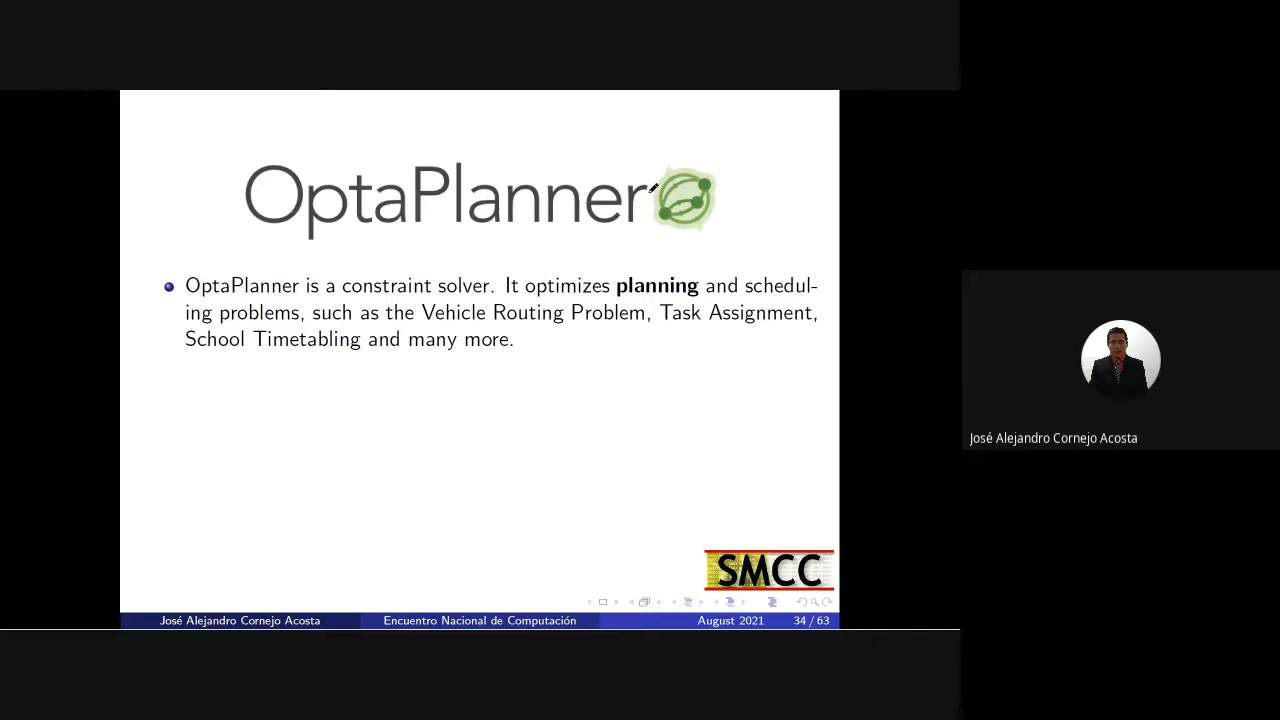 OptaPlanner
OptaPlanner is a constraint solver. It optimizes planning and schedul-
ing problems, such as the Vehicle Routing Problem, Task Assignment,
School Timetabling and many more.
SMCC
José Alejandro Cornejo Acosta
Encuentro Nacional de Computación
August 2021
34 / 63
José Alejandro Cornejo Acosta